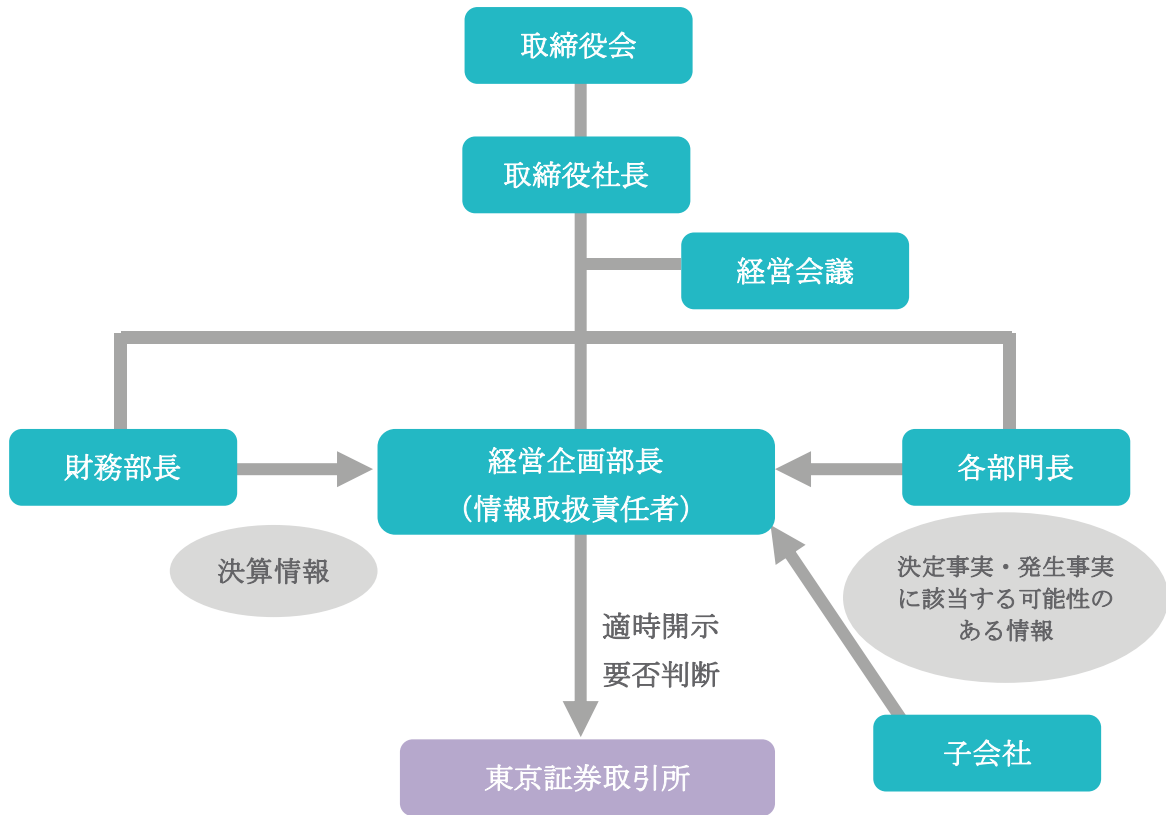 取締役会
取締役社長
経営会議
財務部長
経営企画部長
（情報取扱責任者）
各部門長
決算情報
決定事実・発生事実
に該当する可能性の
ある情報
適時開示
要否判断
子会社
東京証券取引所